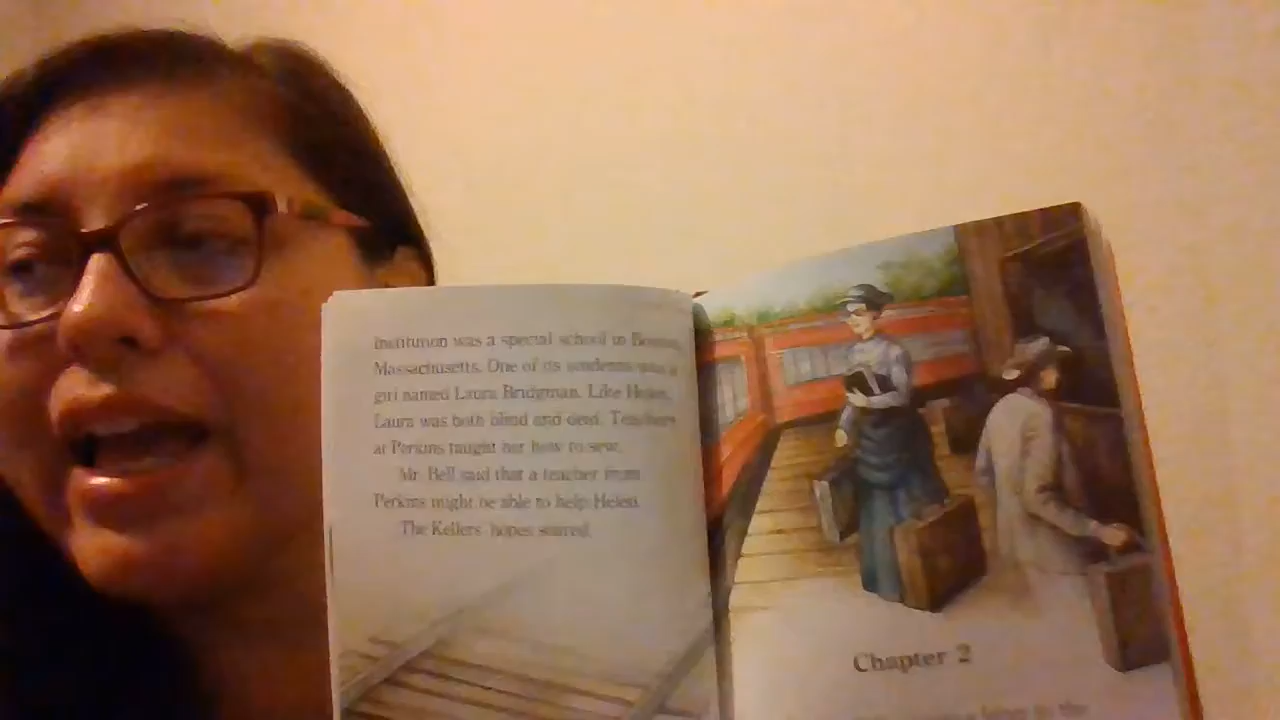 Institution was a special school in Boston,
Massachusetts. One of its students was a
girl named Laura Bridgman. Like Helen,
Laura was both blind and deaf. Teachers
at Perkins taught her how to sew.
Mr. Bell said that a teacher from
Perkins might be able to help Helen.
The Kellers' hopes soared.
Chapter 2